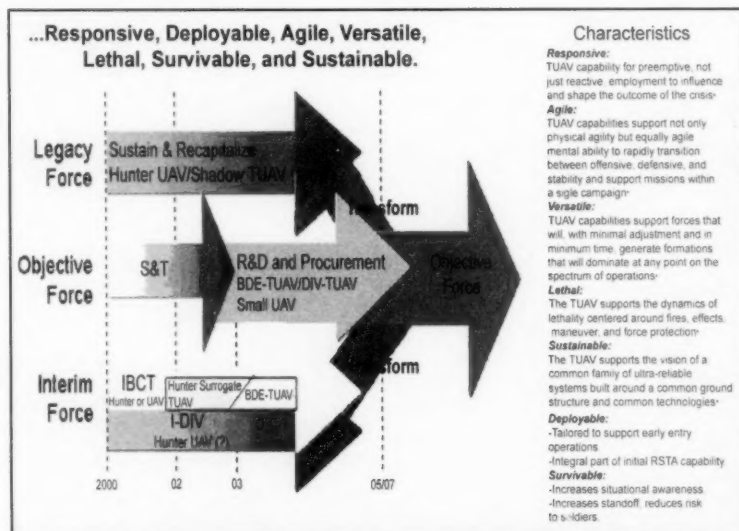 ...Responsive, Deployable, Agile, Versatile,
Lethal, Survivable, and Sustainable.
Legacy
Force
Sustain & Recapitalize
Hunter UAV/Shadow TUAV
Transform
Objective
Force
S&T
R&D and Procurement
BDE-TUAV/DIV-TUAV
Small UAV
Objective
Force
Interim
Force
IBCT
Hunter or UAV
Hunter Surrogate
TUAV
BDE-TUAV
I-DIV
Hunter UAV (?)
2000
02
03
05/07
Characteristics
Responsive:
TUAV capability for preemptive, not
just reactive, employment to influence
and shape the outcome of the crisis.
Agile:
TUAV capabilities support not only
physical agility but equally agile
mental ability to rapidly transition
between offensive, defensive, and
stability and support missions within
a sigle campaign.
Versatile:
TUAV capabilities support forces that
will, with minimal adjustment and in
minimum time, generate formations
that will dominate at any point on the
spectrum of operations.
Lethal:
The TUAV supports the dynamics of
lethality centered around fires, effects,
maneuver, and force protection.
Sustainable:
The TUAV supports the vision of a
common family of ultra-reliable
systems built around a common ground
structure and common technologies.
Deployable:
-Tailored to support early entry
operations
-Integral part of initial RSTA capability
Survivable:
-Increases situational awareness
-Increases standoff, reduces risk
to soldiers